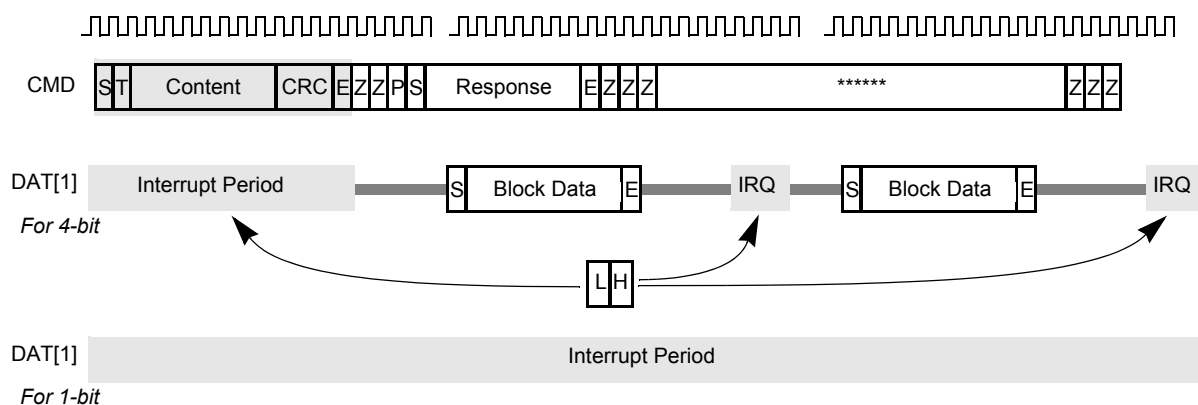 CMD S T Content CRC E Z Z P S Response E Z Z Z ****** Z Z Z
DAT[1] Interrupt Period S Block Data E IRQ S Block Data E IRQ
For 4-bit
L H
DAT[1] Interrupt Period
For 1-bit